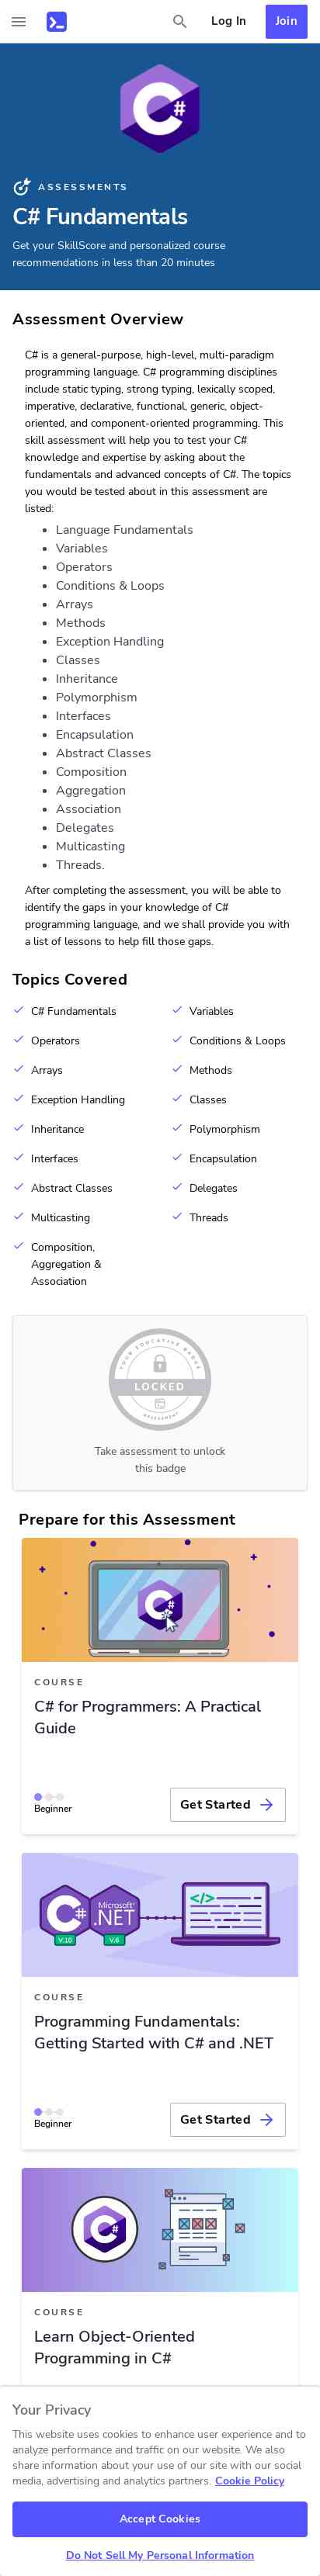 Log In
Join
ASSESSMENTS
C# Fundamentals
Get your SkillScore and personalized course
recommendations in less than 20 minutes
Assessment Overview
C# is a general-purpose, high-level, multi-paradigm
programming language. C# programming disciplines
include static typing, strong typing, lexically scoped,
imperative, declarative, functional, generic, object-
oriented, and component-oriented programming. This
skill assessment will help you to test your C#
knowledge and expertise by asking about the
fundamentals and advanced concepts of C#. The topics
you would be tested about in this assessment are
listed:
Language Fundamentals
Variables
Operators
Conditions & Loops
Arrays
Methods
Exception Handling
Classes
Inheritance
Polymorphism
Interfaces
Encapsulation
Abstract Classes
Composition
Aggregation
Association
Delegates
Multicasting
Threads.
After completing the assessment, you will be able to
identify the gaps in your knowledge of C#
programming language, and we shall provide you with
a list of lessons to help fill those gaps.
Topics Covered
C# Fundamentals
Variables
Operators
Conditions & Loops
Arrays
Methods
Exception Handling
Classes
Inheritance
Polymorphism
Interfaces
Encapsulation
Abstract Classes
Delegates
Multicasting
Threads
Composition,
Aggregation &
Association
YOUR EDUCATIVE BADGE
LOCKED
ASSESSMENT
Take assessment to unlock
this badge
Prepare for this Assessment
COURSE
C# for Programmers: A Practical
Guide
Beginner
Get Started
Microsoft
.NET
V.10
V.6
COURSE
Programming Fundamentals:
Getting Started with C# and .NET
Beginner
Get Started
COURSE
Learn Object-Oriented
Programming in C#
Your Privacy
This website uses cookies to enhance user experience and to
analyze performance and traffic on our website. We also
share information about your use of our site with our social
media, advertising and analytics partners. Cookie Policy
Accept Cookies
Do Not Sell My Personal Information